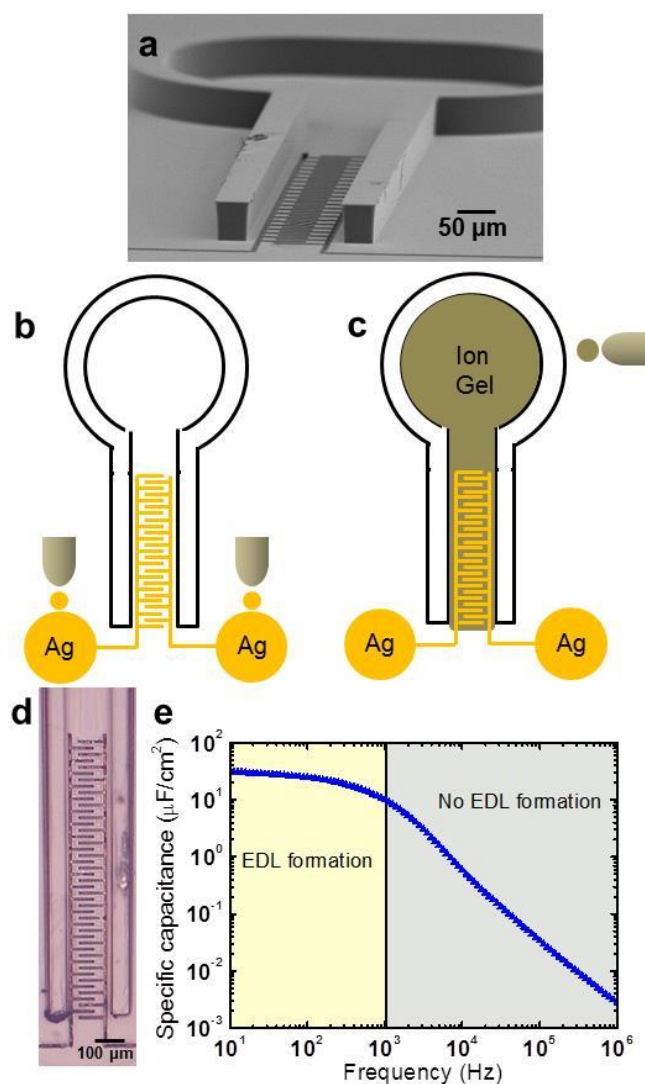 a
50 µm
b
c
Ion
Gel
Ag
Ag
Ag
Ag
d
100 µm
e
Specific capacitance (µF/cm²)
10²
10¹
10⁰
10⁻¹
10⁻²
10⁻³
EDL formation
No EDL formation
10¹ 10² 10³ 10⁴ 10⁵ 10⁶
Frequency (Hz)